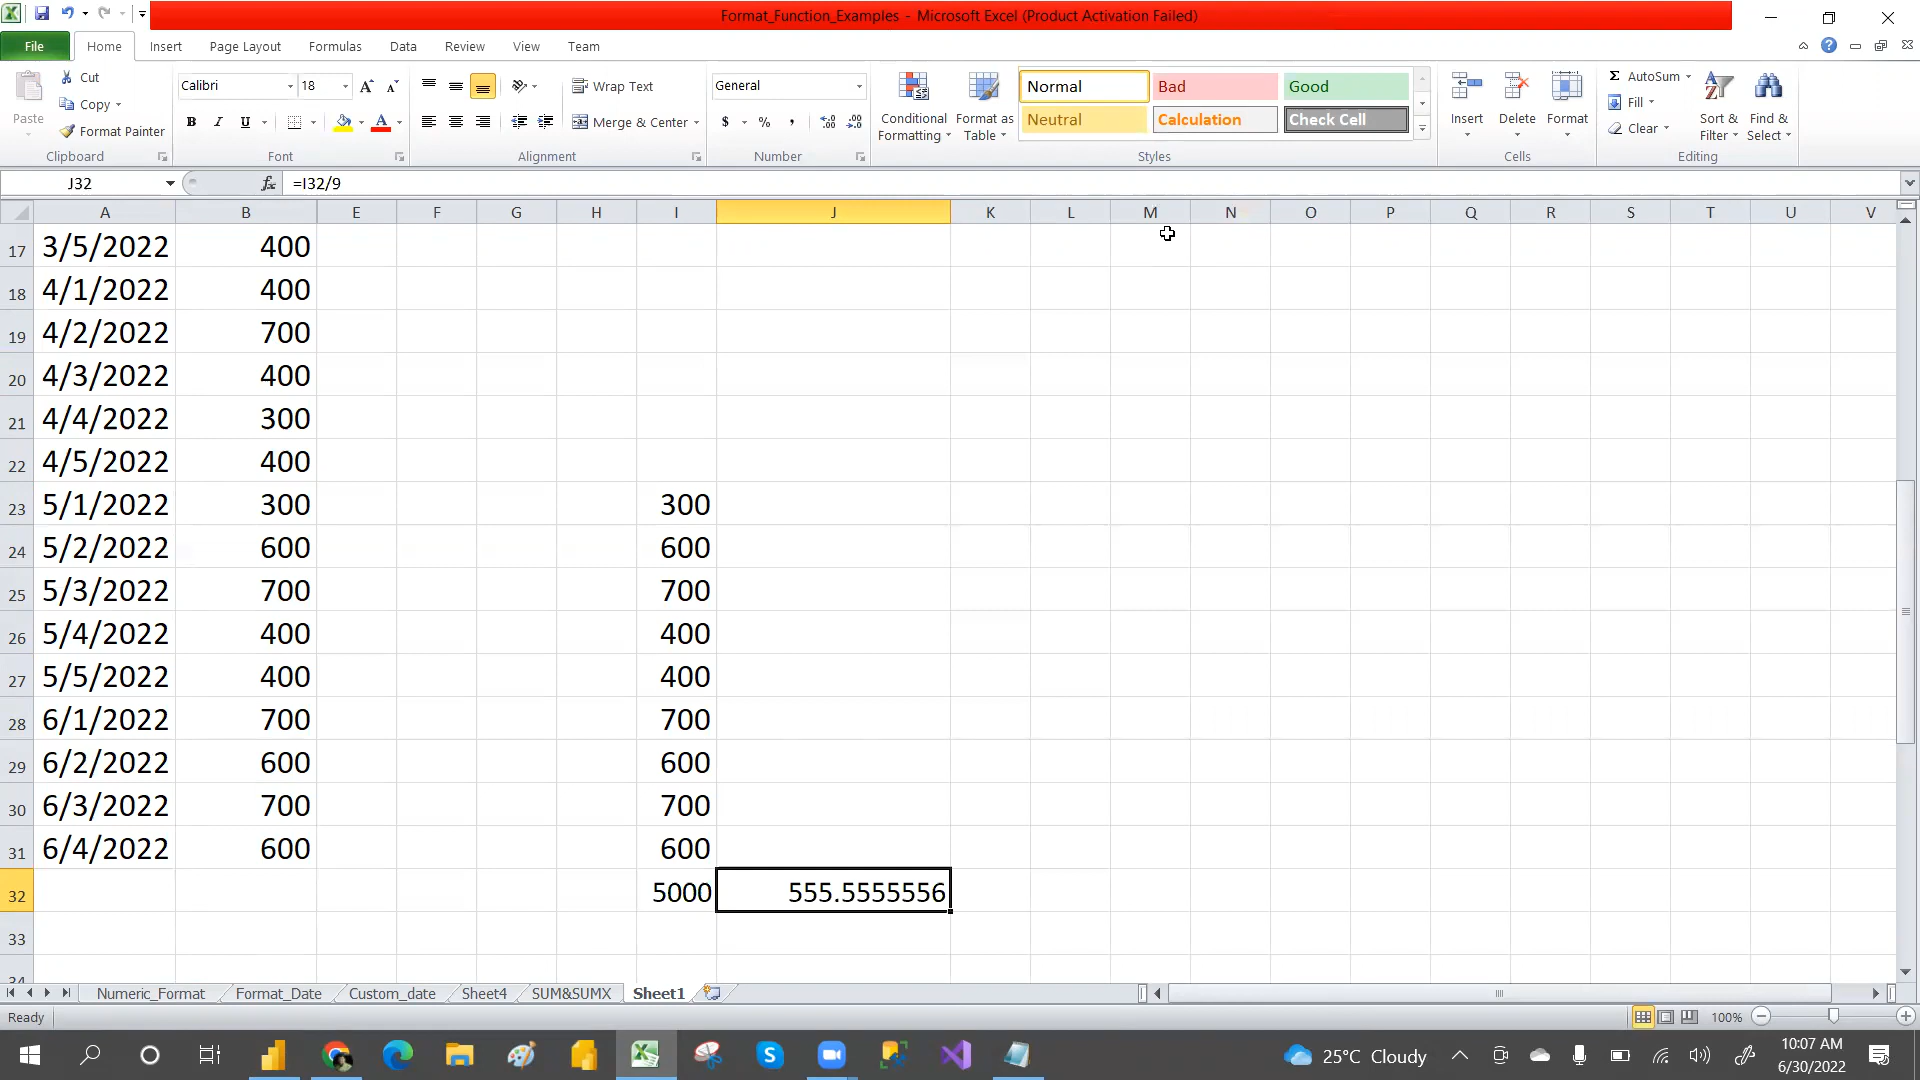 Format_Function_Examples - Microsoft Excel (Product Activation Failed)
File Home Insert Page Layout Formulas Data Review View Team
Paste
Cut
Copy
Format Painter
Clipboard
Calibri 18
B I U
Font
Wrap Text
Merge & Center
Alignment
General
$ % ,
Number
Conditional Formatting
Format as Table
Normal Bad Good
Neutral Calculation Check Cell
Styles
Insert Delete Format
Cells
Σ AutoSum
Fill
Clear
Sort & Filter
Find & Select
Editing
J32 fx =I32/9
A B E F G H I J K L M N O P Q R S T U V
17 3/5/2022 400
18 4/1/2022 400
19 4/2/2022 700
20 4/3/2022 400
21 4/4/2022 300
22 4/5/2022 400
23 5/1/2022 300 300
24 5/2/2022 600 600
25 5/3/2022 700 700
26 5/4/2022 400 400
27 5/5/2022 400 400
28 6/1/2022 700 700
29 6/2/2022 600 600
30 6/3/2022 700 700
31 6/4/2022 600 600
32 5000 555.5555556
33
34
Numeric_Format Format_Date Custom_date Sheet4 SUM&SUMX Sheet1
Ready 100%
25°C Cloudy
10:07 AM
6/30/2022